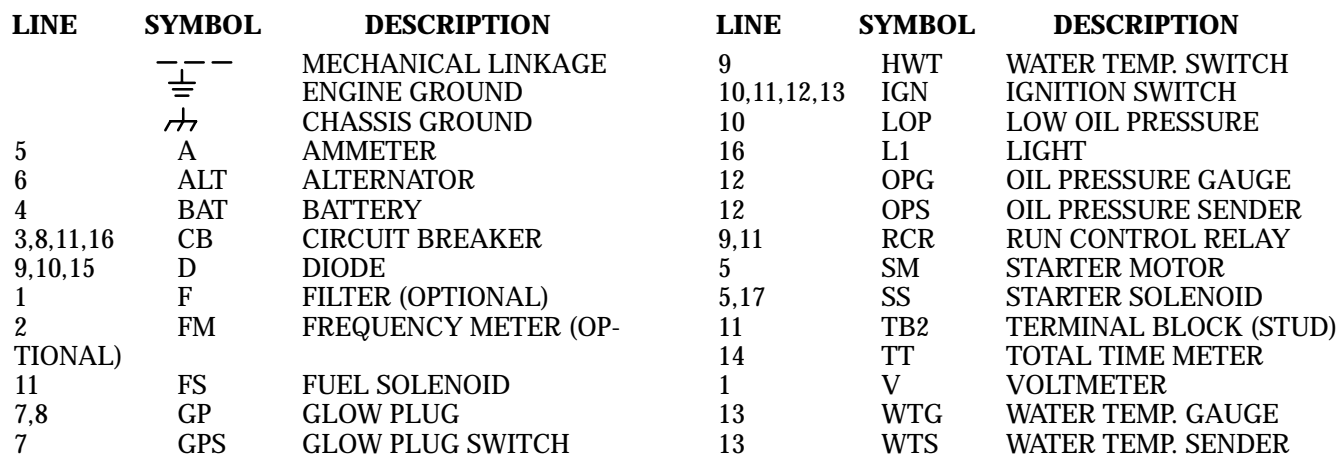 LINE SYMBOL DESCRIPTION
MECHANICAL LINKAGE
ENGINE GROUND
CHASSIS GROUND
5 A AMMETER
6 ALT ALTERNATOR
4 BAT BATTERY
3,8,11,16 CB CIRCUIT BREAKER
9,10,15 D DIODE
1 F FILTER (OPTIONAL)
2 FM FREQUENCY METER (OP-
TIONAL)
11 FS FUEL SOLENOID
7,8 GP GLOW PLUG
7 GPS GLOW PLUG SWITCH
LINE SYMBOL DESCRIPTION
9 HWT WATER TEMP. SWITCH
10,11,12,13 IGN IGNITION SWITCH
10 LOP LOW OIL PRESSURE
16 L1 LIGHT
12 OPG OIL PRESSURE GAUGE
12 OPS OIL PRESSURE SENDER
9,11 RCR RUN CONTROL RELAY
5 SM STARTER MOTOR
5,17 SS STARTER SOLENOID
11 TB2 TERMINAL BLOCK (STUD)
14 TT TOTAL TIME METER
1 V VOLTMETER
13 WTG WATER TEMP. GAUGE
13 WTS WATER TEMP. SENDER